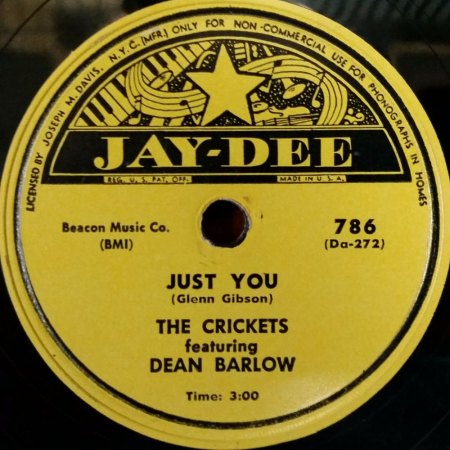 LICENSED BY JOSEPH M. DAVIS, N.Y.C. (MFR.) ONLY FOR NON-COMMERCIAL USE FOR PHONOGRAPHS IN HOMES
JAY-DEE
REG. U.S. PAT. OFF. MADE IN U.S.A.
Beacon Music Co. 786
(BMI) (Da-272)
JUST YOU
(Glenn Gibson)
THE CRICKETS
featuring
DEAN BARLOW
Time: 3:00